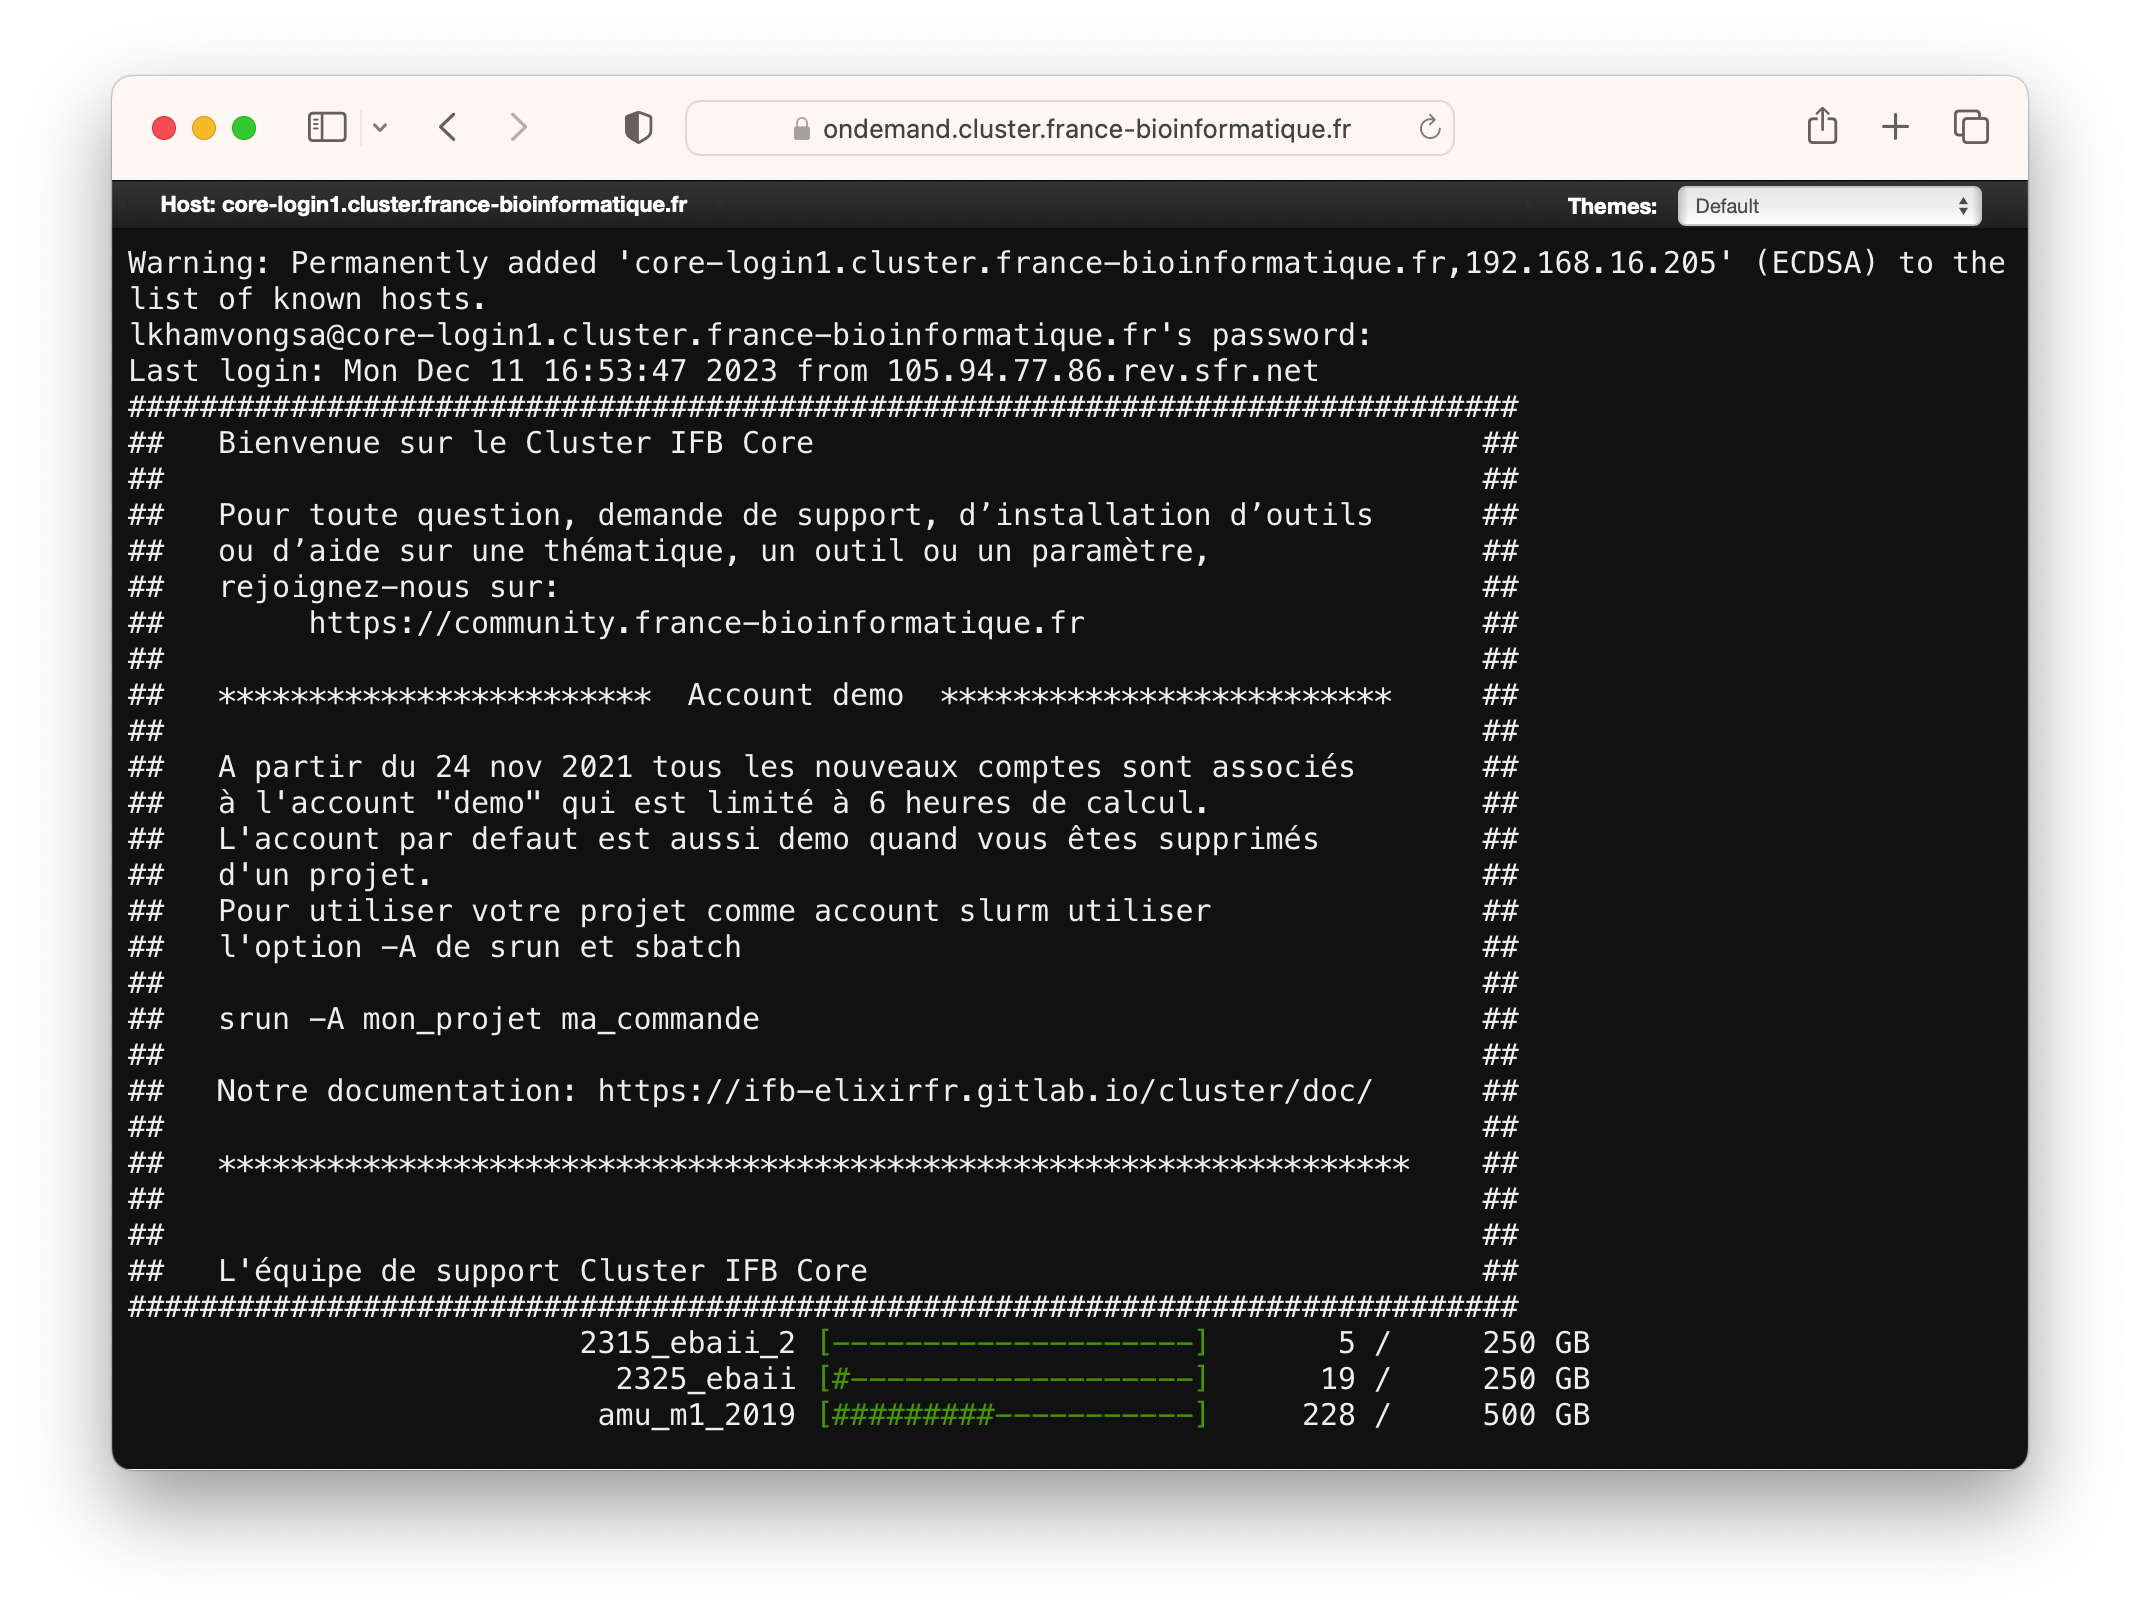 ondemand.cluster.france-bioinformatique.fr
Host: core-login1.cluster.france-bioinformatique.fr
Themes: Default
Warning: Permanently added 'core-login1.cluster.france-bioinformatique.fr,192.168.16.205' (ECDSA) to the
list of known hosts.
lkhamvongsa@core-login1.cluster.france-bioinformatique.fr's password:
Last login: Mon Dec 11 16:53:47 2023 from 105.94.77.86.rev.sfr.net
#############################################################################
##   Bienvenue sur le Cluster IFB Core                                     ##
##                                                                         ##
##   Pour toute question, demande de support, d’installation d’outils      ##
##   ou d’aide sur une thématique, un outil ou un paramètre,               ##
##   rejoignez-nous sur:                                                   ##
##        https://community.france-bioinformatique.fr                      ##
##                                                                         ##
##   ************************  Account demo  *************************     ##
##                                                                         ##
##   A partir du 24 nov 2021 tous les nouveaux comptes sont associés       ##
##   à l'account "demo" qui est limité à 6 heures de calcul.               ##
##   L'account par defaut est aussi demo quand vous êtes supprimés         ##
##   d'un projet.                                                          ##
##   Pour utiliser votre projet comme account slurm utiliser               ##
##   l'option -A de srun et sbatch                                         ##
##                                                                         ##
##   srun -A mon_projet ma_commande                                        ##
##                                                                         ##
##   Notre documentation: https://ifb-elixirfr.gitlab.io/cluster/doc/      ##
##                                                                         ##
##   ******************************************************************    ##
##                                                                         ##
##                                                                         ##
##   L'équipe de support Cluster IFB Core                                  ##
#############################################################################
2315_ebaii_2 [--------------------]       5 /     250 GB
2325_ebaii [#-------------------]      19 /     250 GB
amu_m1_2019 [#########-----------]     228 /     500 GB